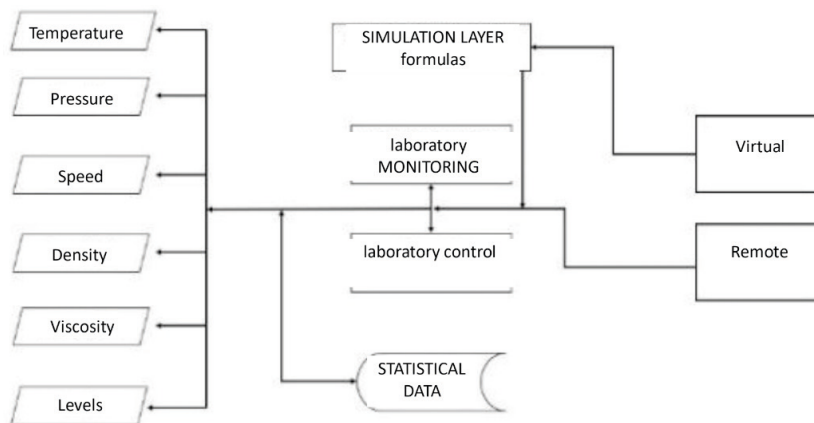 Temperature
Pressure
Speed
Density
Viscosity
Levels
SIMULATION LAYER
formulas
laboratory
MONITORING
laboratory control
STATISTICAL
DATA
Virtual
Remote